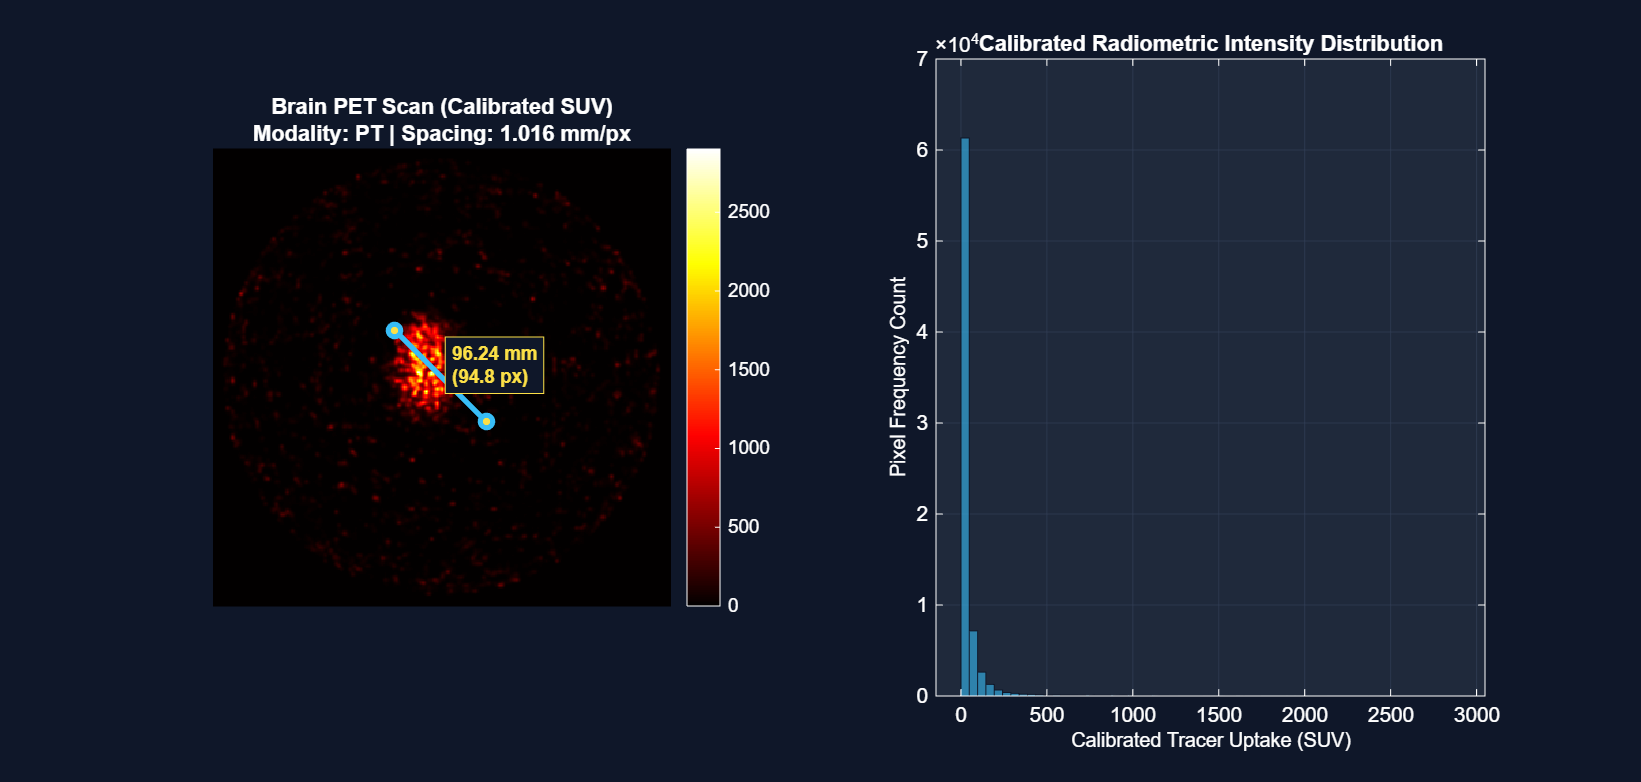 Brain PET Scan (Calibrated SUV)
Modality: PT | Spacing: 1.016 mm/px
96.24 mm
(94.8 px)
2500
2000
1500
1000
500
0
×10⁴
Calibrated Radiometric Intensity Distribution
7
6
5
4
3
2
1
0
Pixel Frequency Count
0 500 1000 1500 2000 2500 3000
Calibrated Tracer Uptake (SUV)